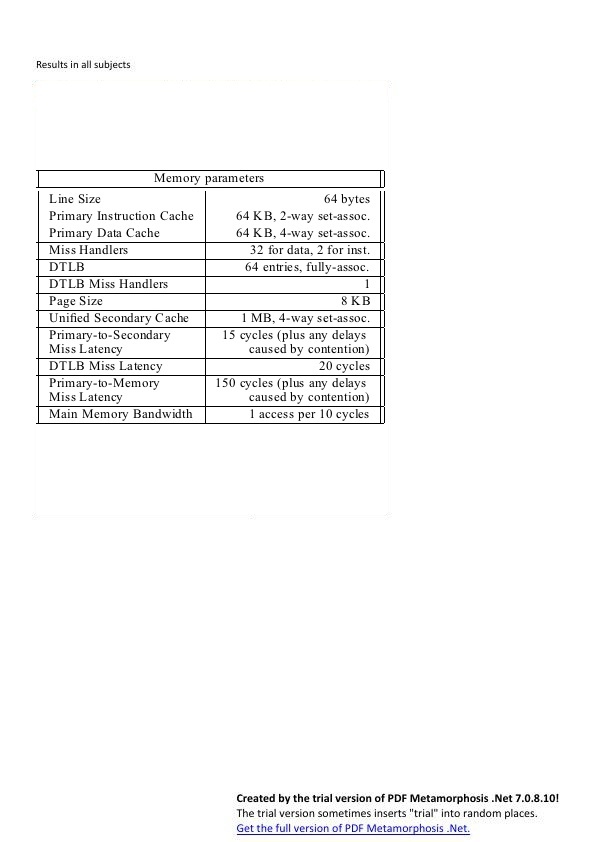 Results in all subjects
Memory parameters
Line Size 64 bytes
Primary Instruction Cache 64 KB, 2-way set-assoc.
Primary Data Cache 64 KB, 4-way set-assoc.
Miss Handlers 32 for data, 2 for inst.
DTLB 64 entries, fully-assoc.
DTLB Miss Handlers 1
Page Size 8 KB
Unified Secondary Cache 1 MB, 4-way set-assoc.
Primary-to-Secondary 15 cycles (plus any delays
Miss Latency caused by contention)
DTLB Miss Latency 20 cycles
Primary-to-Memory 150 cycles (plus any delays
Miss Latency caused by contention)
Main Memory Bandwidth 1 access per 10 cycles
Created by the trial version of PDF Metamorphosis .Net 7.0.8.10!
The trial version sometimes inserts "trial" into random places.
Get the full version of PDF Metamorphosis .Net.